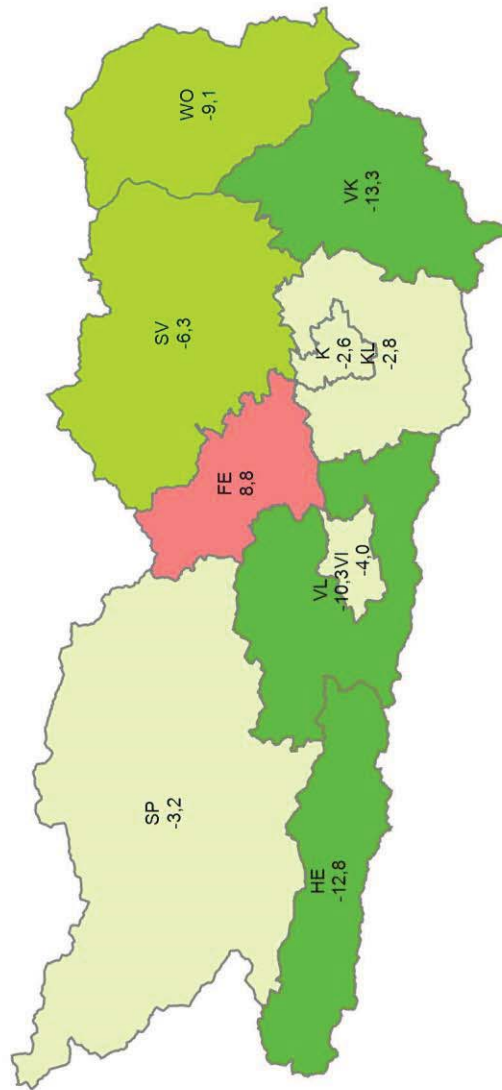 WO
-9,1
SV
-6,3
VK
-13,3
K
-2,6
KL
-2,8
FE
8,8
VL
-10,3
VI
-4,0
SP
-3,2
HE
-12,8